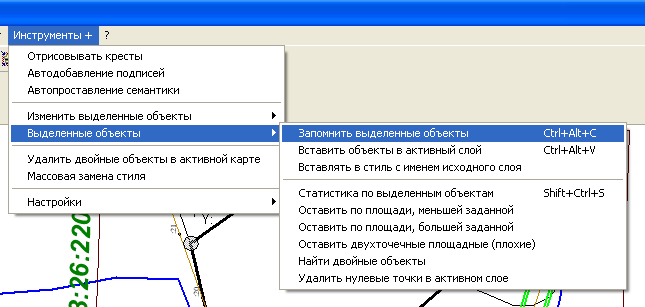 Инструменты + ?
Отрисовывать кресты
Автодобавление подписей
Автопроставление семантики
Изменить выделенные объекты
Выделенные объекты
Удалить двойные объекты в активной карте
Массовая замена стиля
Настройки
Запомнить выделенные объекты Ctrl+Alt+C
Вставить объекты в активный слой Ctrl+Alt+V
Вставлять в стиль с именем исходного слоя
Статистика по выделенным объектам Shift+Ctrl+S
Оставить по площади, меньшей заданной
Оставить по площади, большей заданной
Оставить двухточечные площадные (плохие)
Найти двойные объекты
Удалить нулевые точки в активном слое
3:26:220